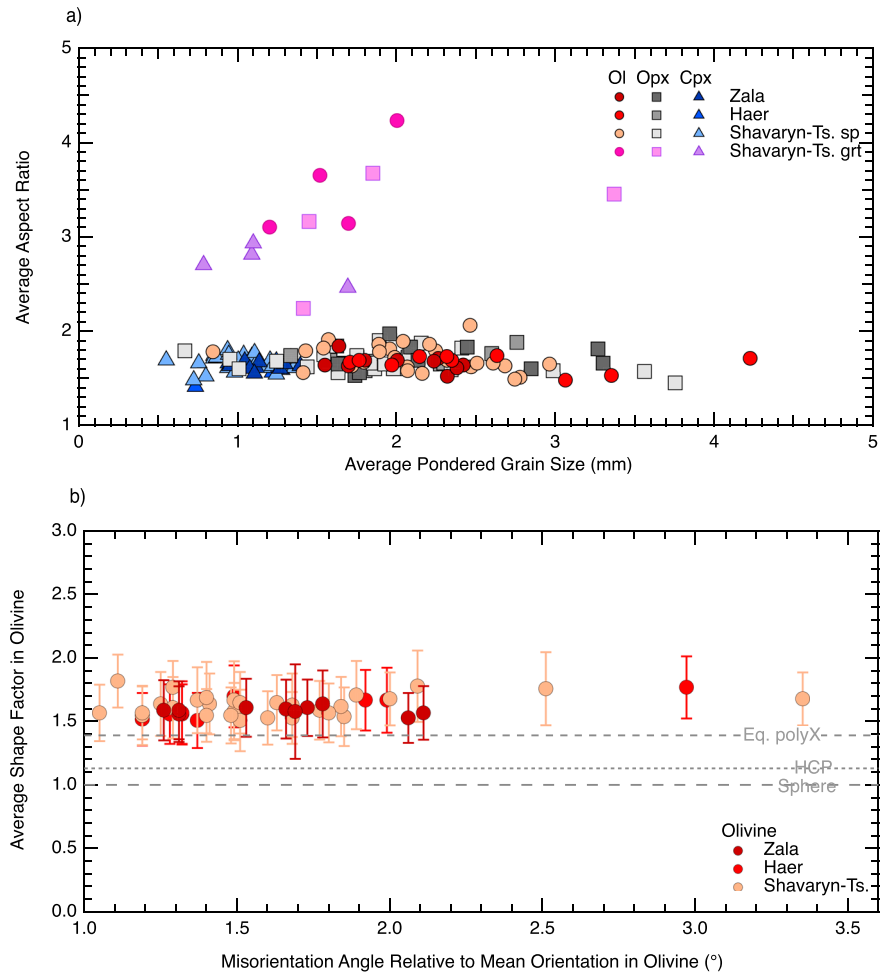 a)
5
4
3
2
1
Average Aspect Ratio
Ol Opx Cpx
Zala
Haer
Shavaryn-Ts. sp
Shavaryn-Ts. grt
0 1 2 3 4 5
Average Pondered Grain Size (mm)
b)
3.0
2.5
2.0
1.5
1.0
0.5
0.0
Average Shape Factor in Olivine
Eq. polyX
HCP
Sphere
Olivine
Zala
Haer
Shavaryn-Ts.
1.0 1.5 2.0 2.5 3.0 3.5
Misorientation Angle Relative to Mean Orientation in Olivine (°)